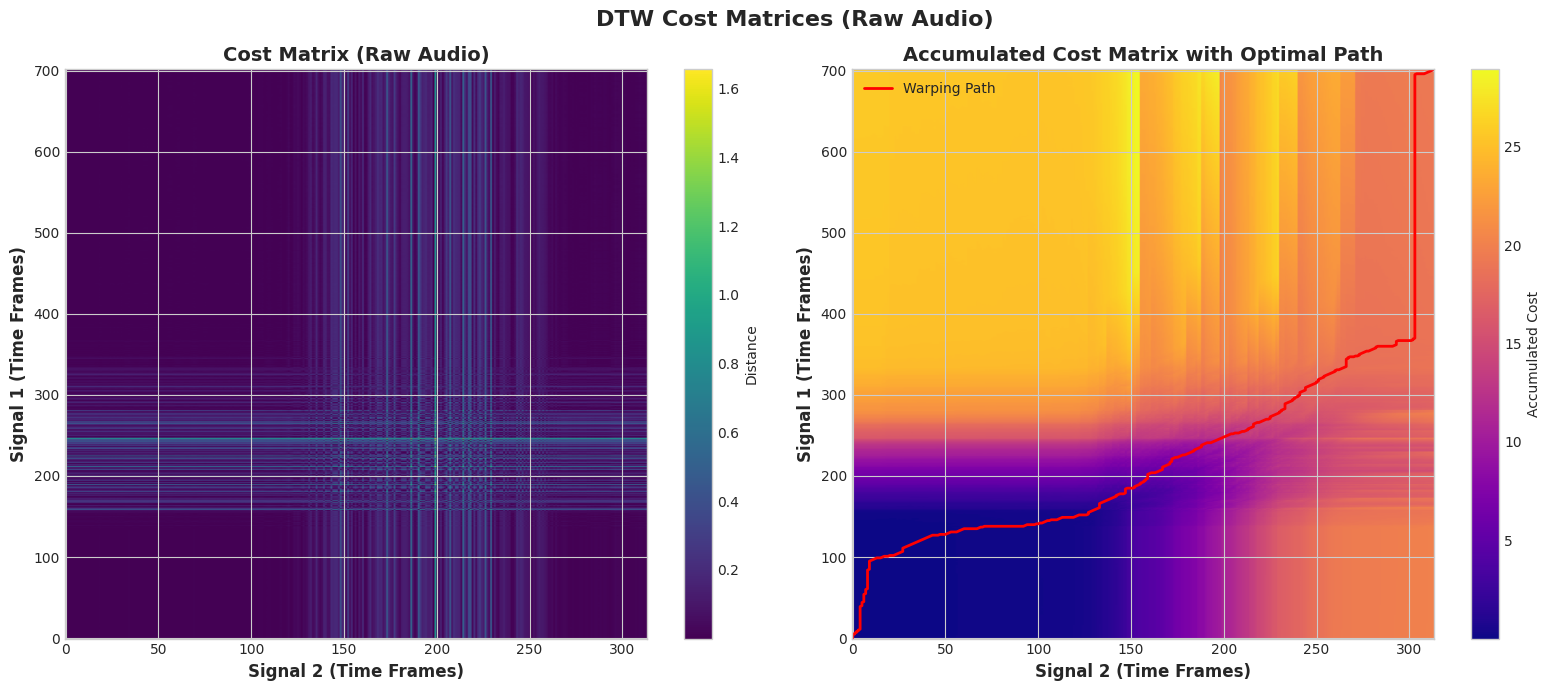 DTW Cost Matrices (Raw Audio)
Cost Matrix (Raw Audio)
700
600
500
400
300
200
100
0
0 50 100 150 200 250 300
Signal 1 (Time Frames)
Signal 2 (Time Frames)
1.6
1.4
1.2
1.0
0.8
0.6
0.4
0.2
Distance
Accumulated Cost Matrix with Optimal Path
Warping Path
700
600
500
400
300
200
100
0
0 50 100 150 200 250 300
Signal 1 (Time Frames)
Signal 2 (Time Frames)
25
20
15
10
5
Accumulated Cost